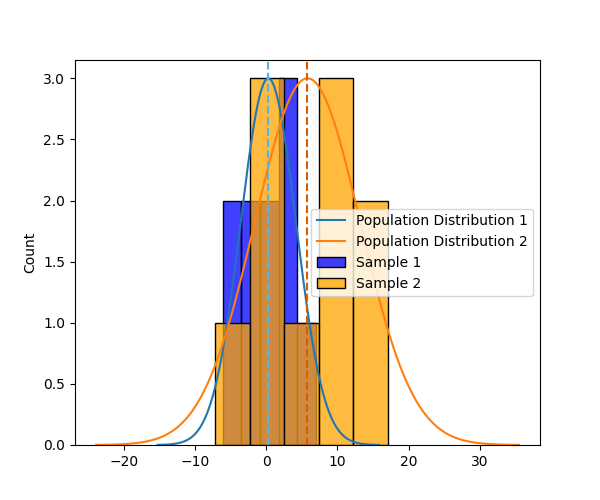 3.0
2.5
2.0
1.5
1.0
0.5
0.0
Count
Population Distribution 1
Population Distribution 2
Sample 1
Sample 2
−20
−10
0
10
20
30